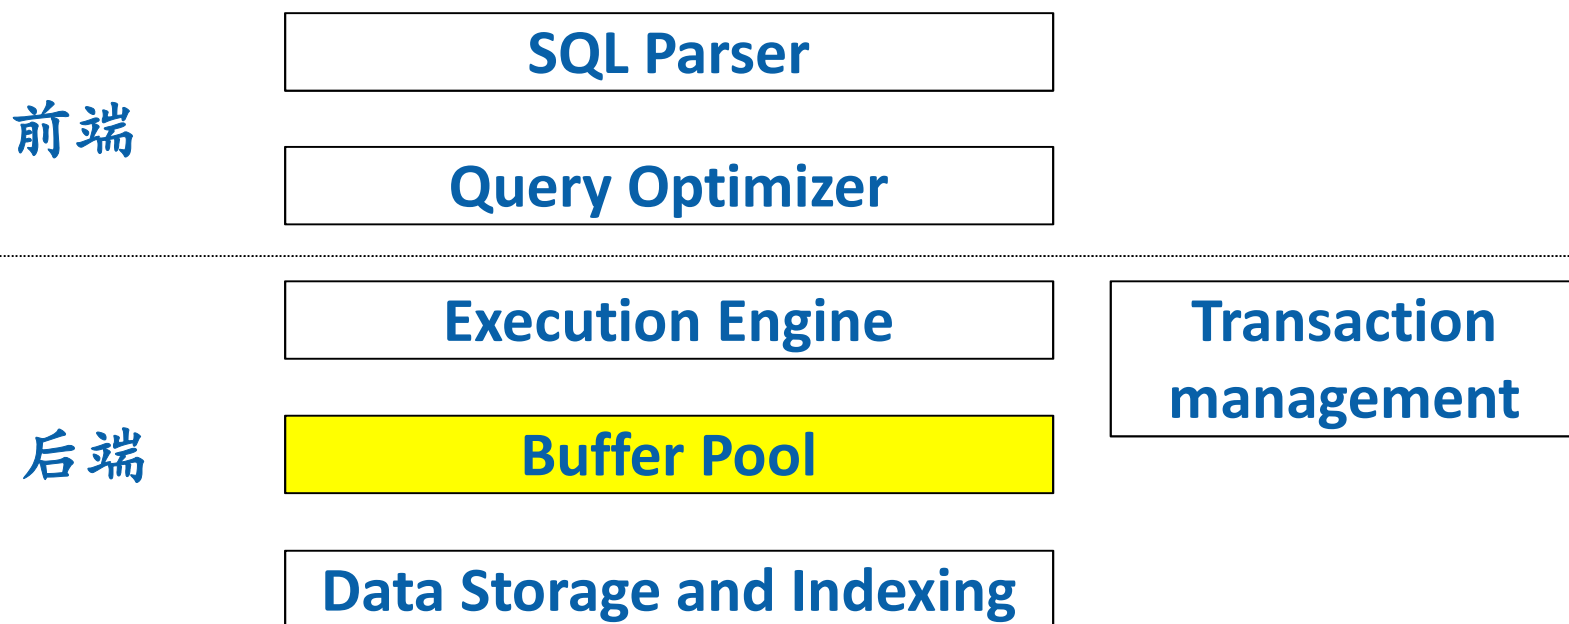 SQL Parser
前端
Query Optimizer
Execution Engine
Transaction
management
Buffer Pool
后端
Data Storage and Indexing